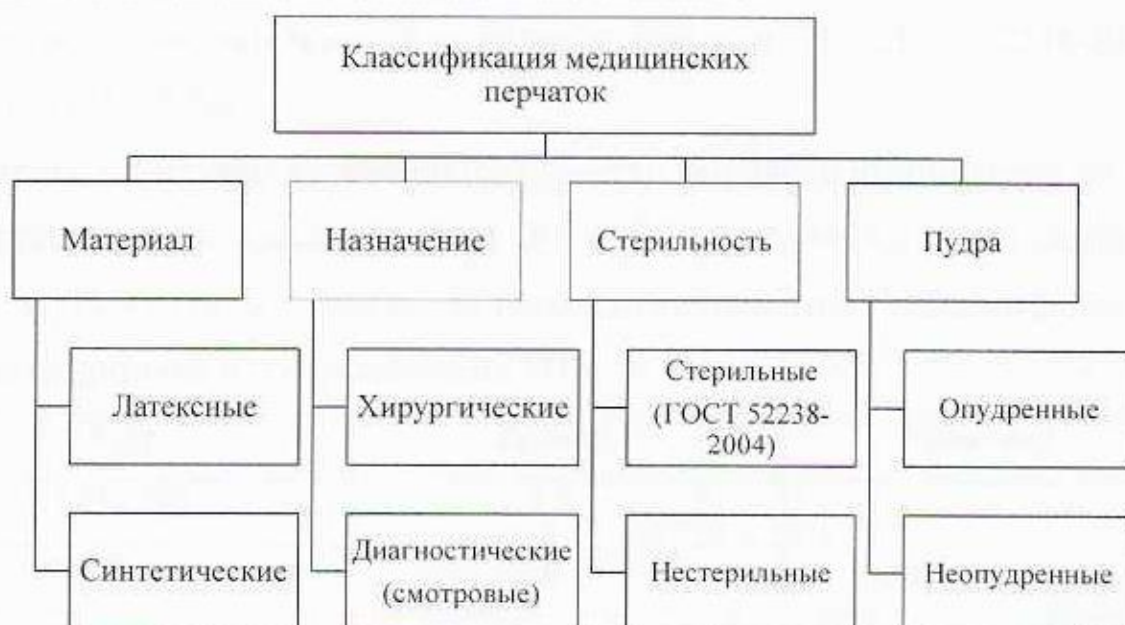 Классификация медицинских
перчаток
Материал
Назначение
Стерильность
Пудра
Латексные
Хирургические
Стерильные
(ГОСТ 52238-
2004)
Опудренные
Синтетические
Диагностические
(смотровые)
Нестерильные
Неопудренные